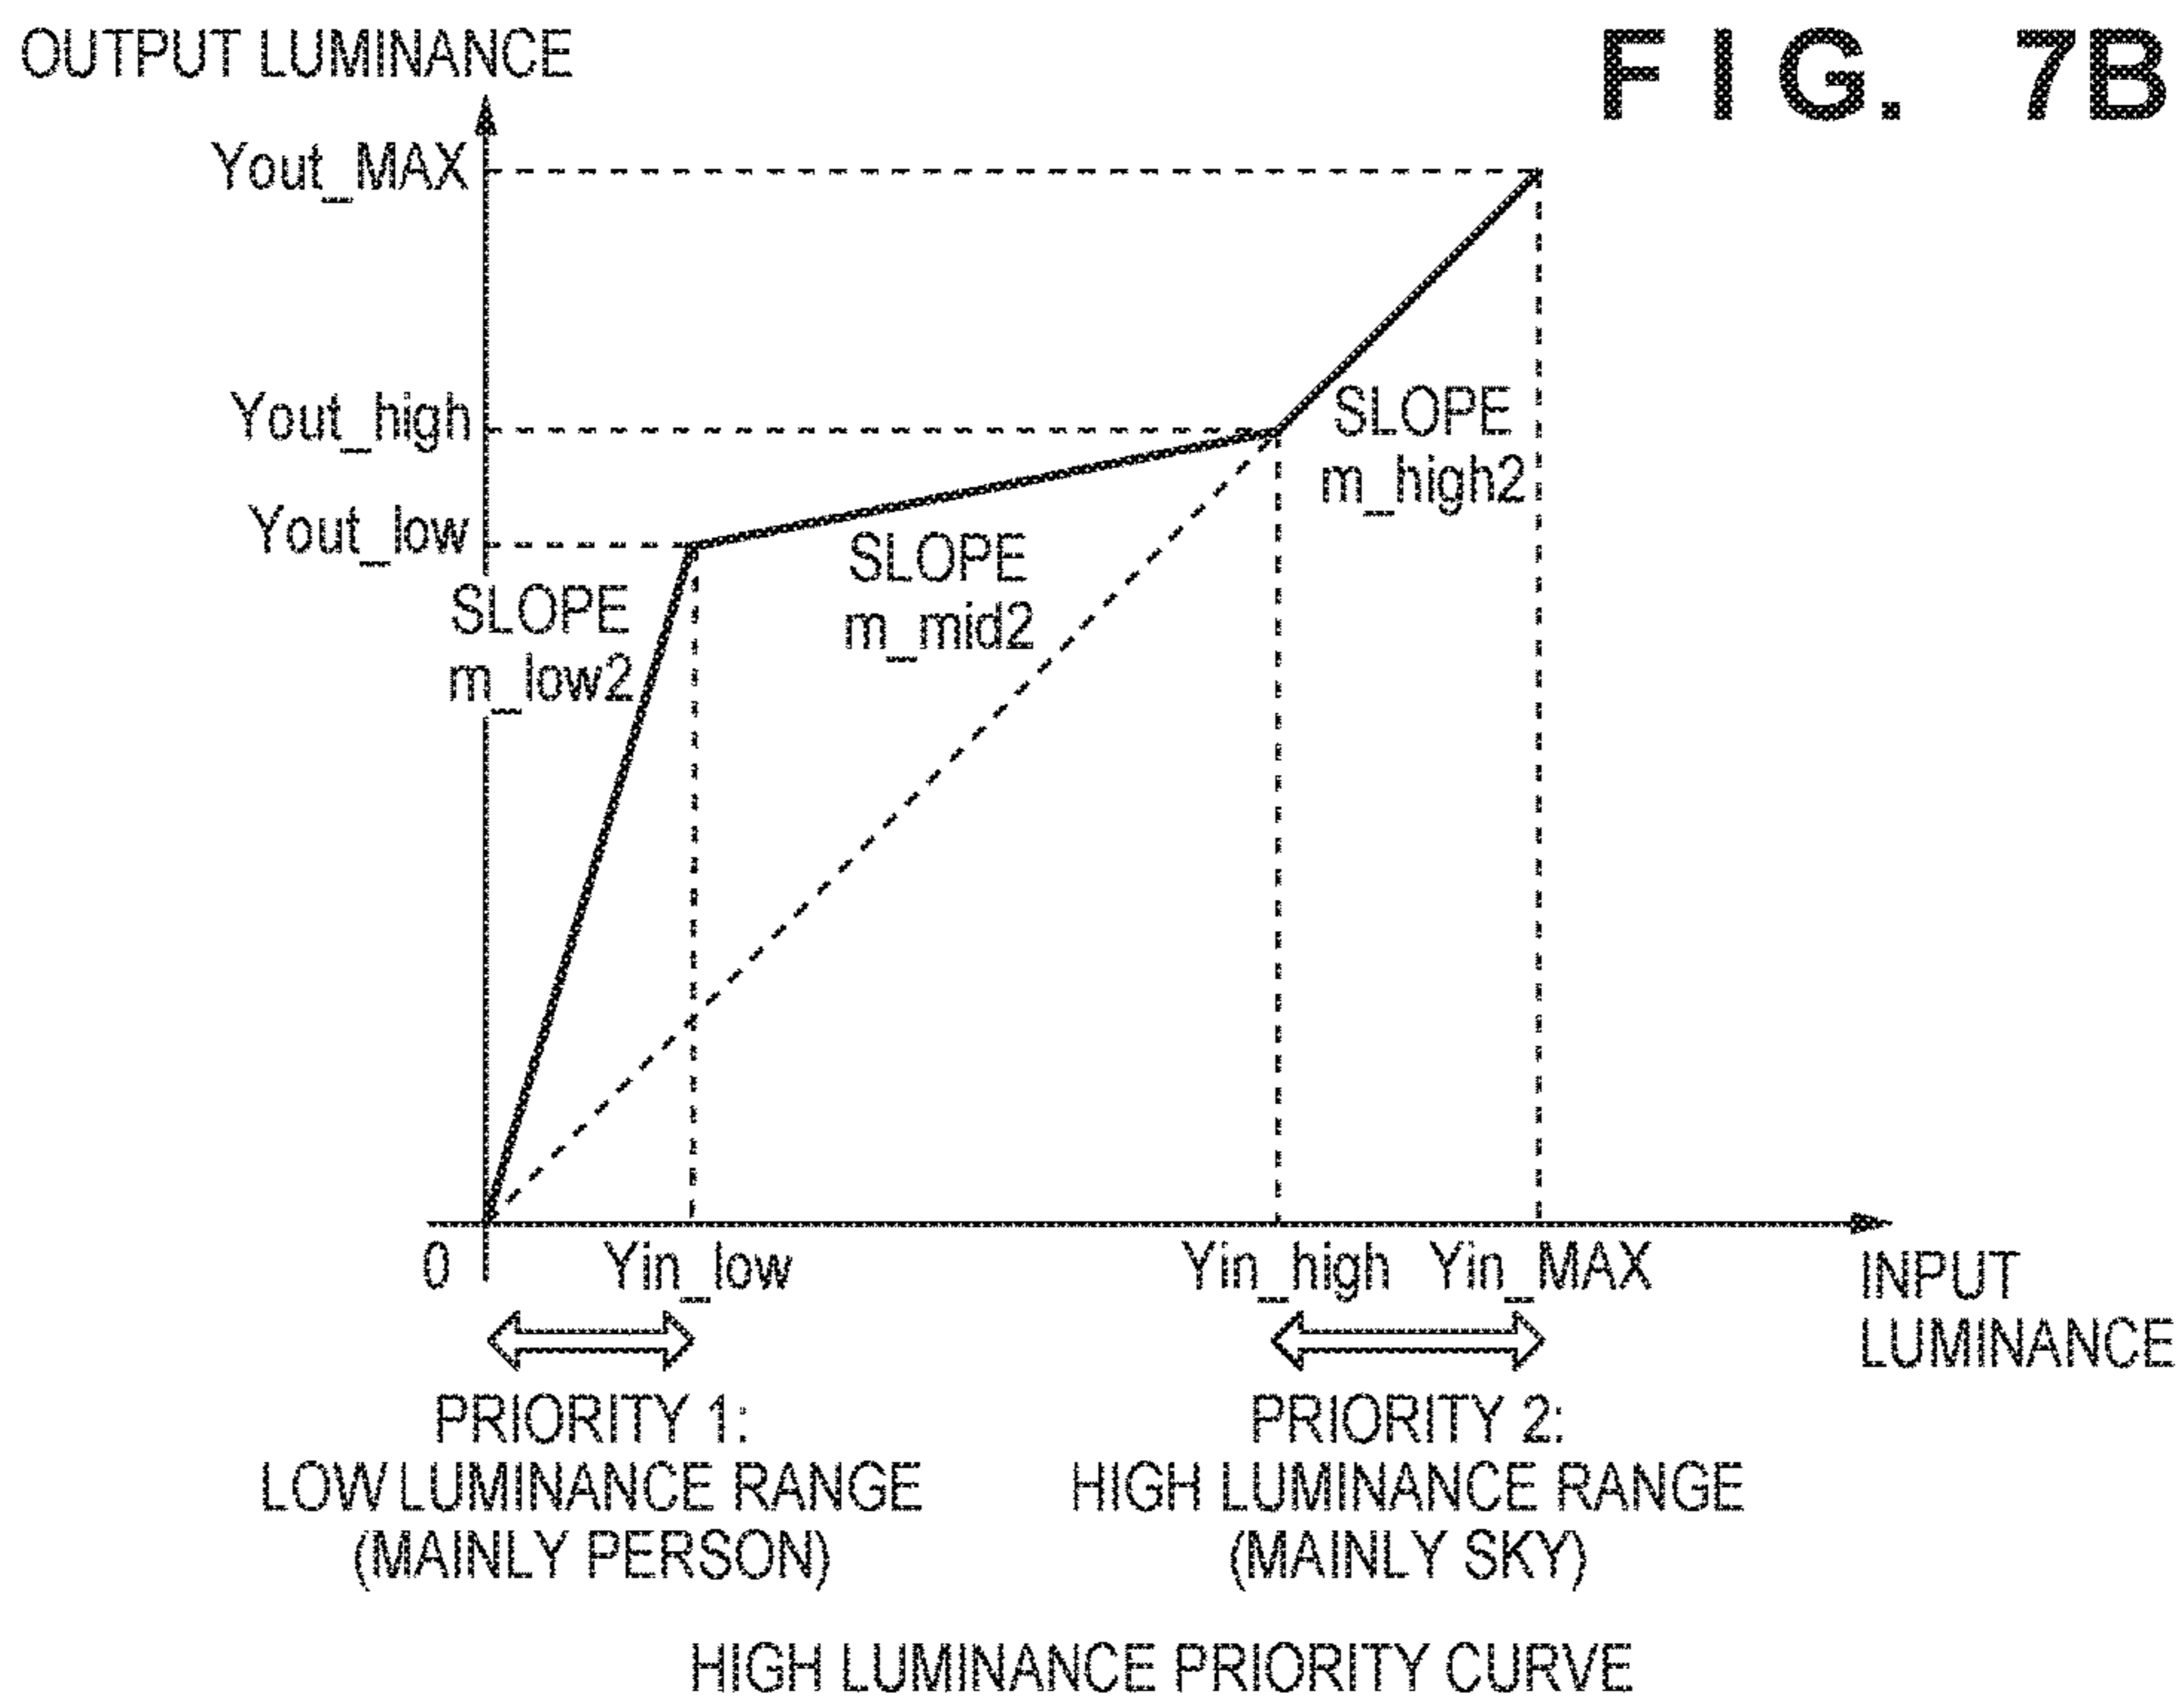 OUTPUT LUMINANCE
FIG. 7B
Yout_MAX
Yout_high
Yout_low
SLOPE
m_low2
SLOPE
m_mid2
SLOPE
m_high2
0
Yin_low
Yin_high
Yin_MAX
INPUT
LUMINANCE
PRIORITY 1:
LOW LUMINANCE RANGE
(MAINLY PERSON)
PRIORITY 2:
HIGH LUMINANCE RANGE
(MAINLY SKY)
HIGH LUMINANCE PRIORITY CURVE